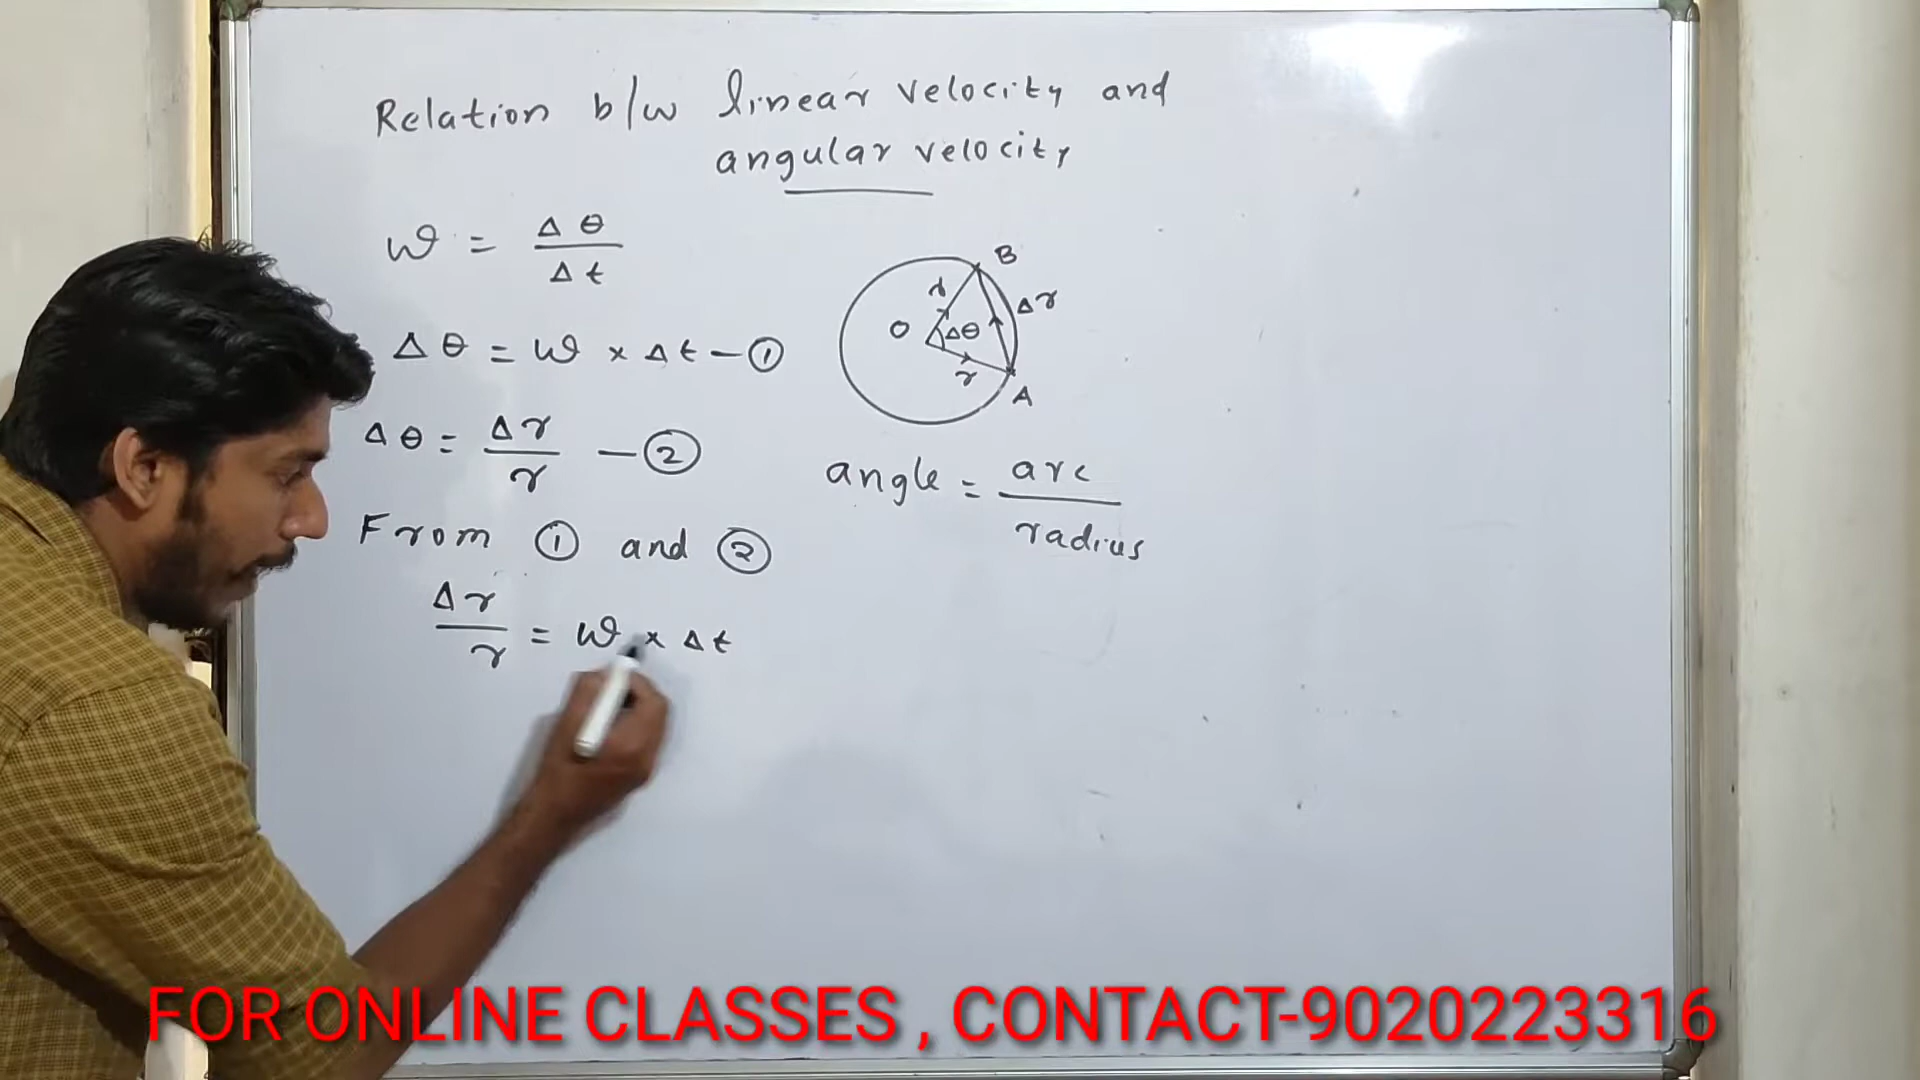 Relation b/w linear velocity and
angular velocity
ω = Δθ / Δt
Δθ = ω × Δt — ①
Δθ = Δr / r — ②
From ① and ②
Δr / r = ω × Δt
B
r
Δr
O
Δθ
r
A
angle = arc / radius
FOR ONLINE CLASSES , CONTACT-9020223316